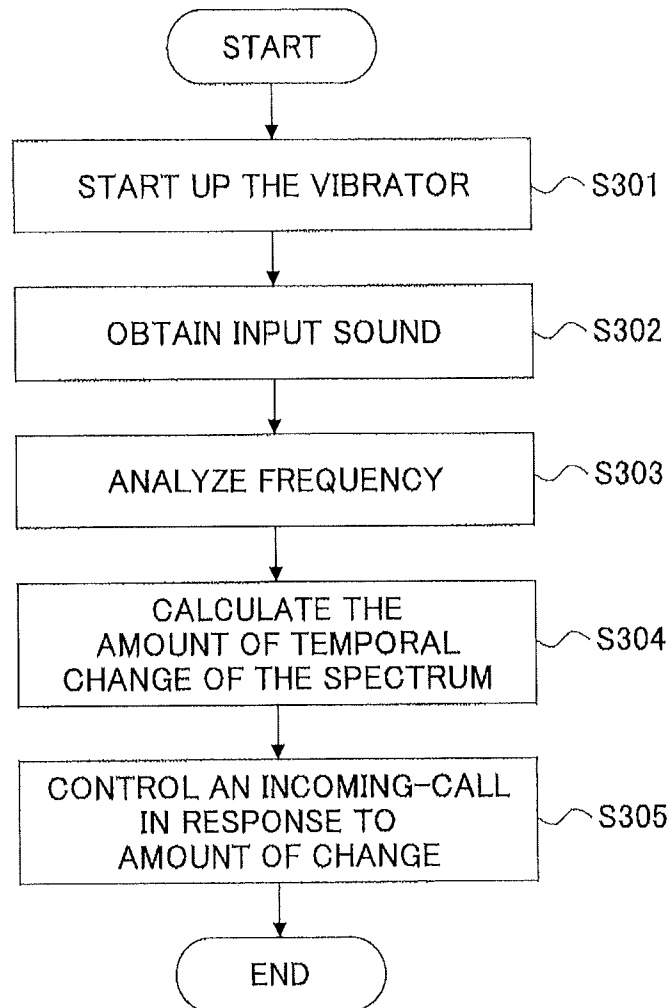 START
START UP THE VIBRATOR
S301
OBTAIN INPUT SOUND
S302
ANALYZE FREQUENCY
S303
CALCULATE THE
AMOUNT OF TEMPORAL
CHANGE OF THE SPECTRUM
S304
CONTROL AN INCOMING-CALL
IN RESPONSE TO
AMOUNT OF CHANGE
S305
END